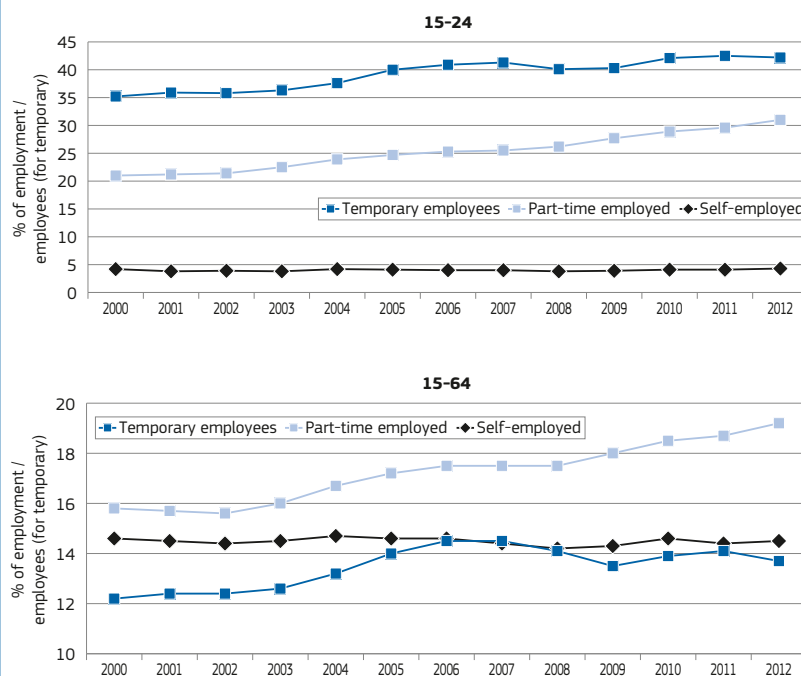 15-24
% of employment /
employees (for temporary)
45
40
35
30
25
20
15
10
5
0
Temporary employees Part-time employed Self-employed
2000 2001 2002 2003 2004 2005 2006 2007 2008 2009 2010 2011 2012
15-64
% of employment /
employees (for temporary)
20
18
16
14
12
10
Temporary employees Part-time employed Self-employed
2000 2001 2002 2003 2004 2005 2006 2007 2008 2009 2010 2011 2012